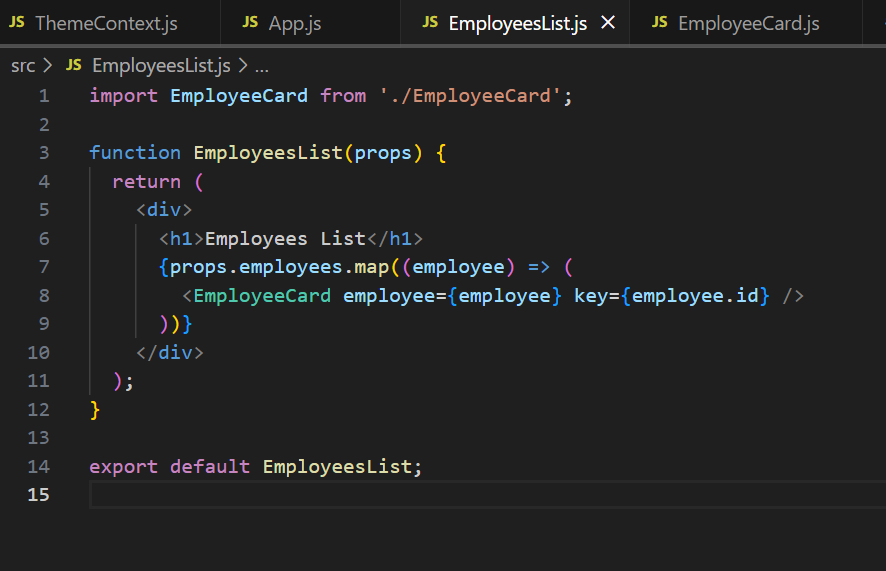 JS ThemeContext.js JS App.js JS EmployeesList.js × JS EmployeeCard.js
src > JS EmployeesList.js > ...
1 import EmployeeCard from './EmployeeCard';
2
3 function EmployeesList(props) {
4   return (
5     <div>
6       <h1>Employees List</h1>
7       {props.employees.map((employee) => (
8         <EmployeeCard employee={employee} key={employee.id} />
9       ))}
10     </div>
11   );
12 }
13
14 export default EmployeesList;
15